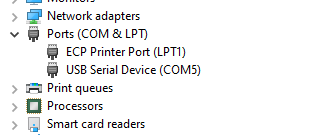 Monitors
Network adapters
Ports (COM & LPT)
ECP Printer Port (LPT1)
USB Serial Device (COM5)
Print queues
Processors
Smart card readers